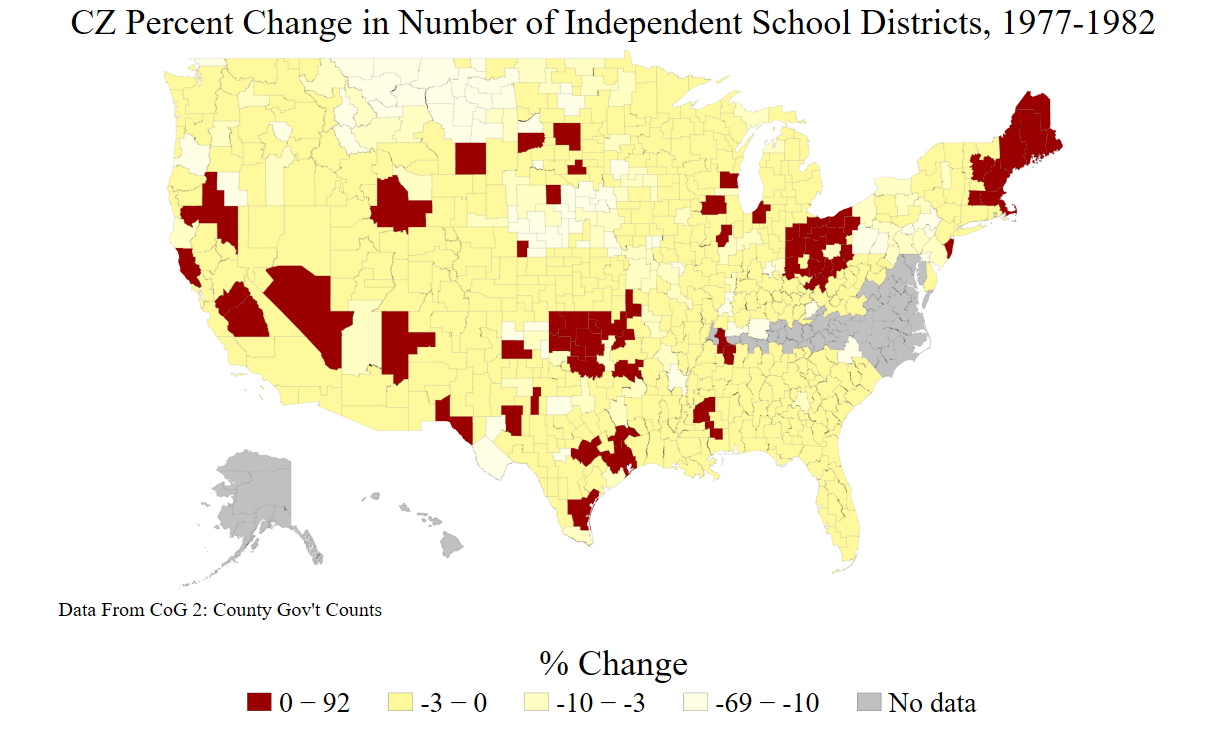 CZ Percent Change in Number of Independent School Districts, 1977-1982
Data From CoG 2: County Gov't Counts
% Change
0 − 92
-3 − 0
-10 − -3
-69 − -10
No data